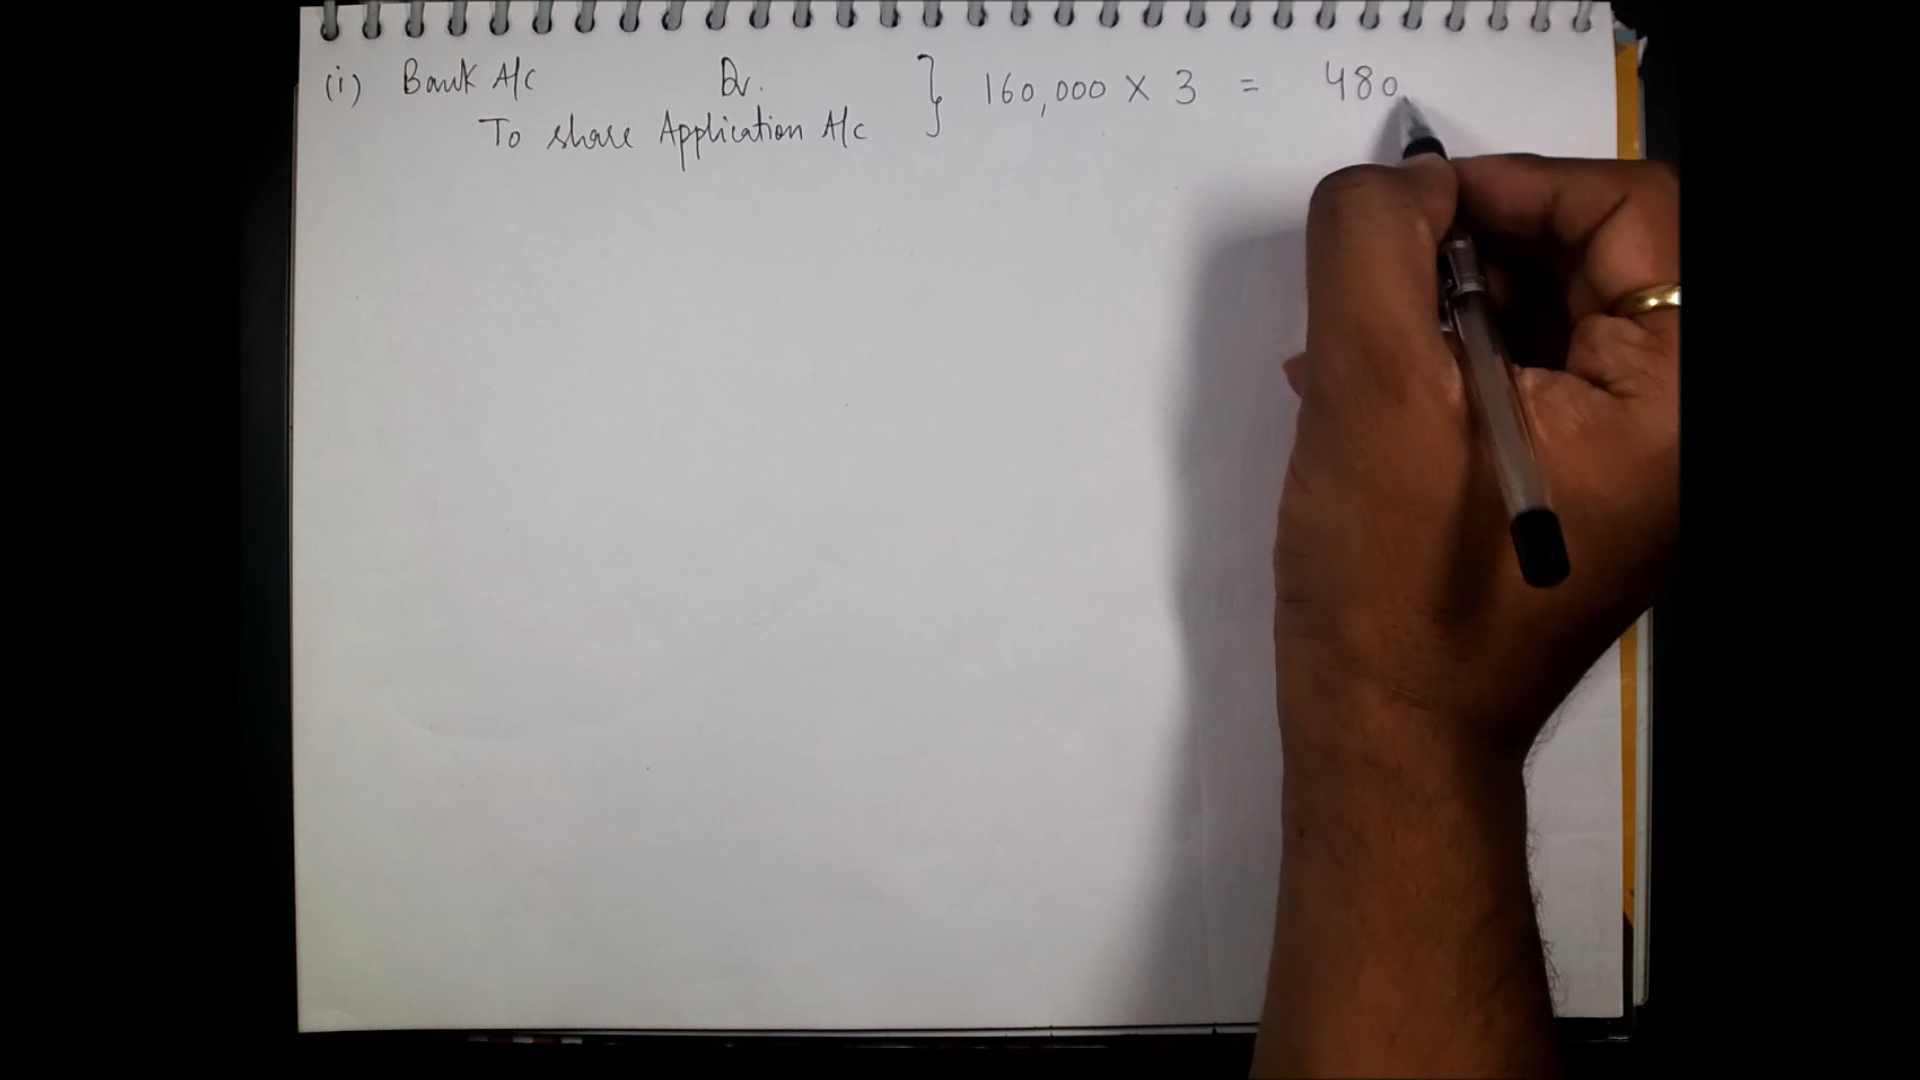 (i) Bank A/c Dr. } 160,000 X 3 = 480
To share Application A/c